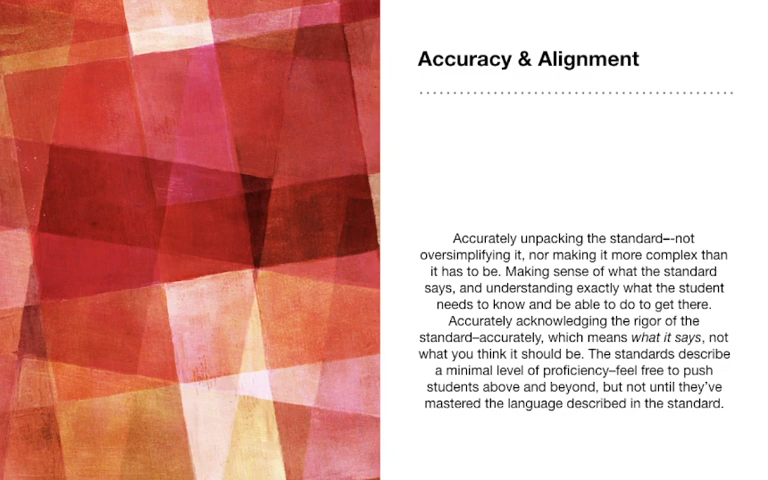 Accuracy & Alignment
Accurately unpacking the standard–-not
oversimplifying it, nor making it more complex than
it has to be. Making sense of what the standard
says, and understanding exactly what the student
needs to know and be able to do to get there.
Accurately acknowledging the rigor of the
standard–accurately, which means what it says, not
what you think it should be. The standards describe
a minimal level of proficiency–feel free to push
students above and beyond, but not until they’ve
mastered the language described in the standard.